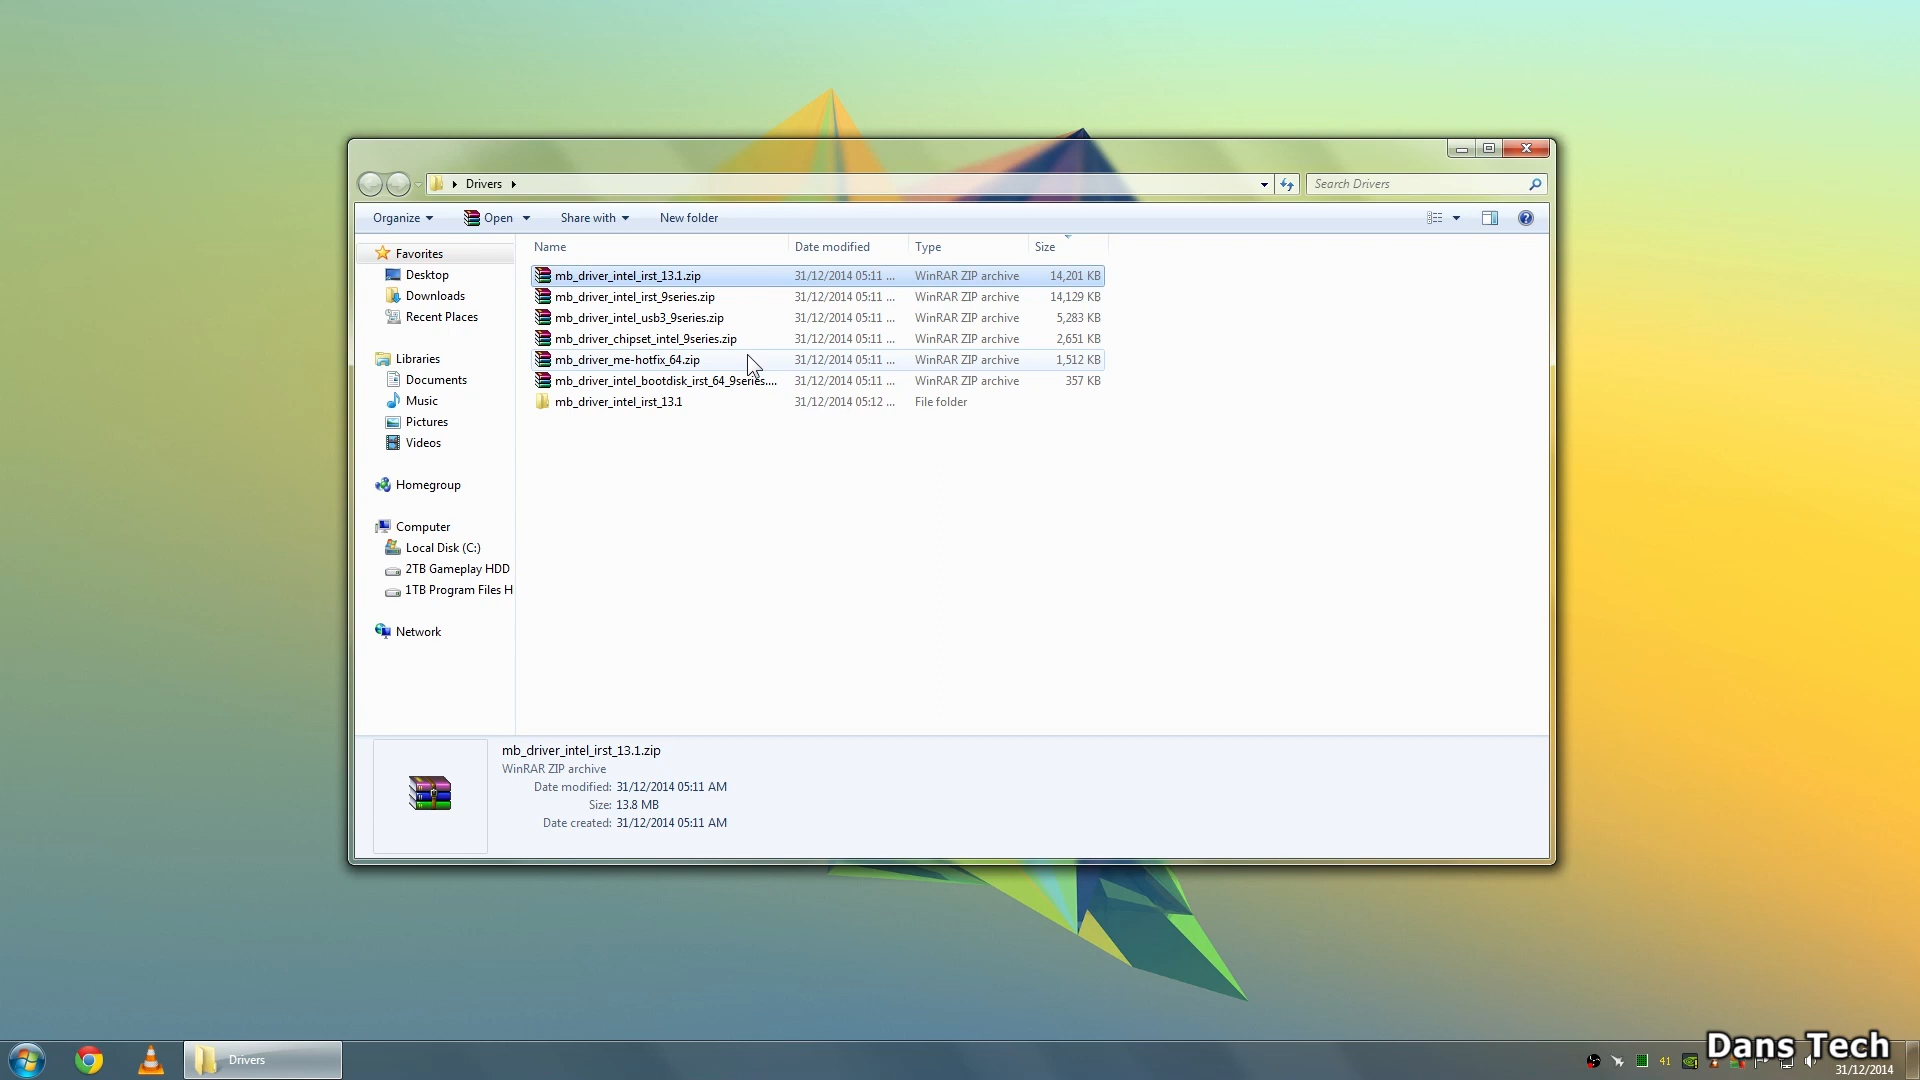 Drivers
Search Drivers
Organize
Open
Share with
New folder
Name Date modified Type Size
mb_driver_intel_irst_13.1.zip 31/12/2014 05:11 ... WinRAR ZIP archive 14,201 KB
mb_driver_intel_irst_9series.zip 31/12/2014 05:11 ... WinRAR ZIP archive 14,129 KB
mb_driver_intel_usb3_9series.zip 31/12/2014 05:11 ... WinRAR ZIP archive 5,283 KB
mb_driver_chipset_intel_9series.zip 31/12/2014 05:11 ... WinRAR ZIP archive 2,651 KB
mb_driver_me-hotfix_64.zip 31/12/2014 05:11 ... WinRAR ZIP archive 1,512 KB
mb_driver_intel_bootdisk_irst_64_9series.... 31/12/2014 05:11 ... WinRAR ZIP archive 357 KB
mb_driver_intel_irst_13.1 31/12/2014 05:12 ... File folder
Favorites
Desktop
Downloads
Recent Places
Libraries
Documents
Music
Pictures
Videos
Homegroup
Computer
Local Disk (C:)
2TB Gameplay HDD
1TB Program Files H
Network
mb_driver_intel_irst_13.1.zip
WinRAR ZIP archive
Date modified: 31/12/2014 05:11 AM
Size: 13.8 MB
Date created: 31/12/2014 05:11 AM
Drivers
41
Dans Tech
31/12/2014